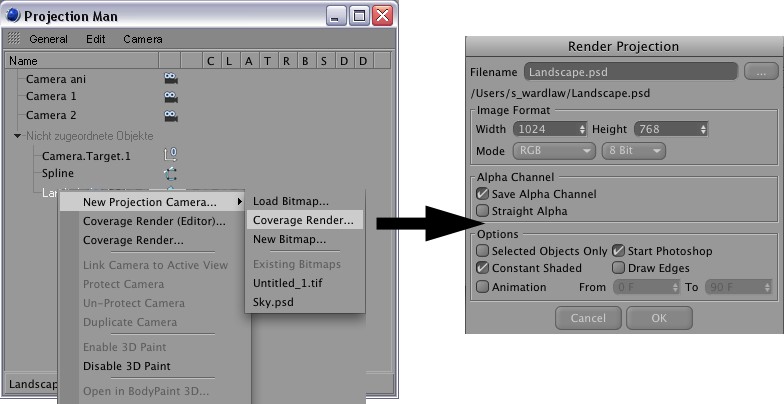 Projection Man
General Edit Camera
Name C L A T R B S D D
Camera ani
Camera 1
Camera 2
Nicht zugeordnete Objekte
Camera.Target.1
Spline
New Projection Camera...
Coverage Render (Editor)...
Coverage Render...
Link Camera to Active View
Protect Camera
Un-Protect Camera
Duplicate Camera
Enable 3D Paint
Disable 3D Paint
Open in BodyPaint 3D...
Landscap
Load Bitmap...
Coverage Render...
New Bitmap...
Existing Bitmaps
Untitled_1.tif
Sky.psd
Render Projection
Filename Landscape.psd ...
/Users/s_wardlaw/Landscape.psd
Image Format
Width 1024 Height 768
Mode RGB 8 Bit
Alpha Channel
Save Alpha Channel
Straight Alpha
Options
Selected Objects Only Start Photoshop
Constant Shaded Draw Edges
Animation From 0 F To 90 F
Cancel OK